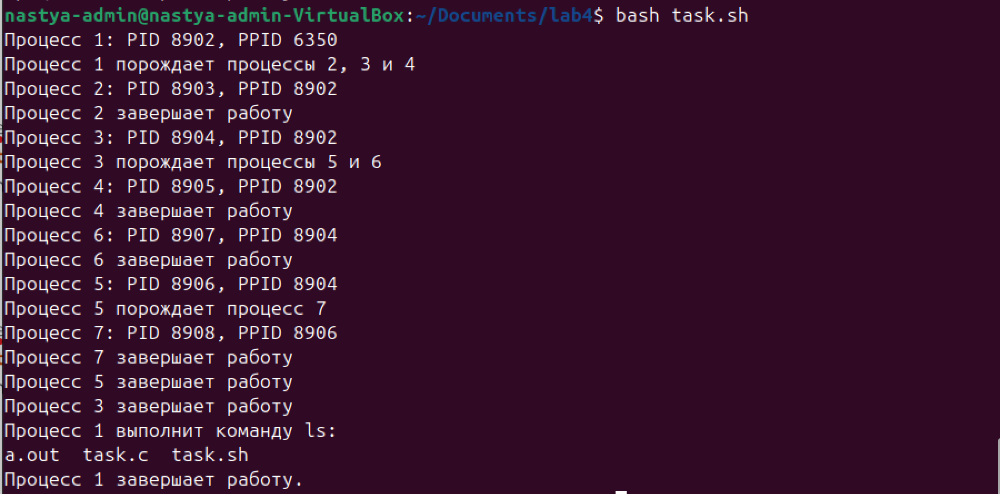 nastya-admin@nastya-admin-VirtualBox:~/Documents/lab4$ bash task.sh
Процесс 1: PID 8902, PPID 6350
Процесс 1 порождает процессы 2, 3 и 4
Процесс 2: PID 8903, PPID 8902
Процесс 2 завершает работу
Процесс 3: PID 8904, PPID 8902
Процесс 3 порождает процессы 5 и 6
Процесс 4: PID 8905, PPID 8902
Процесс 4 завершает работу
Процесс 6: PID 8907, PPID 8904
Процесс 6 завершает работу
Процесс 5: PID 8906, PPID 8904
Процесс 5 порождает процесс 7
Процесс 7: PID 8908, PPID 8906
Процесс 7 завершает работу
Процесс 5 завершает работу
Процесс 3 завершает работу
Процесс 1 выполнит команду ls:
a.out  task.c  task.sh
Процесс 1 завершает работу.